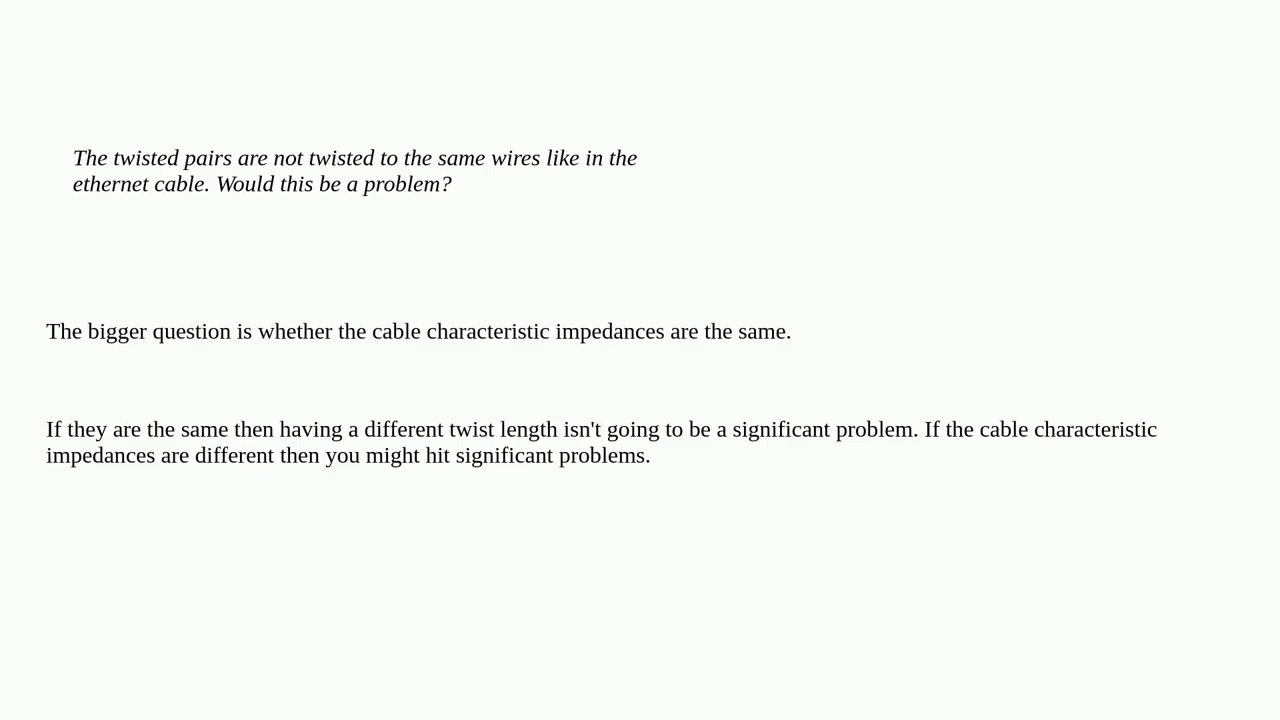 The twisted pairs are not twisted to the same wires like in the
ethernet cable. Would this be a problem?
The bigger question is whether the cable characteristic impedances are the same.
If they are the same then having a different twist length isn't going to be a significant problem. If the cable characteristic
impedances are different then you might hit significant problems.